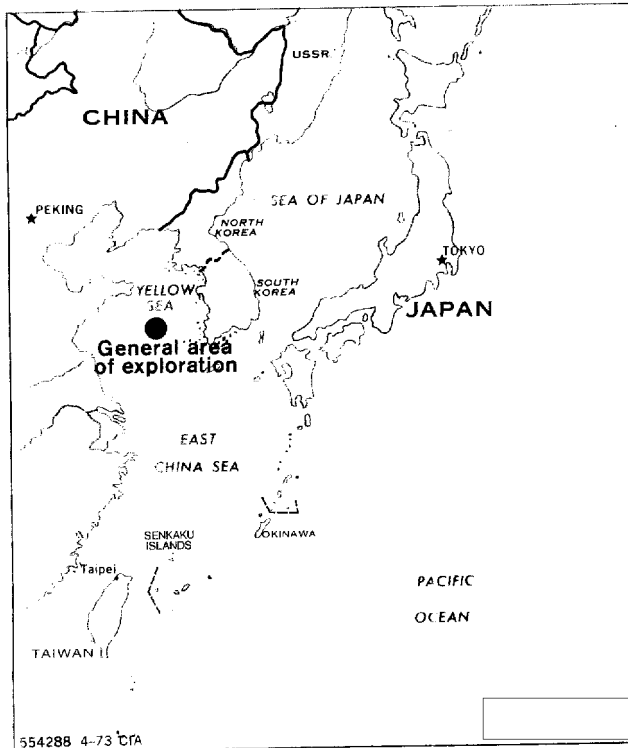 USSR
CHINA
PEKING
SEA OF JAPAN
NORTH
KOREA
TOKYO
YELLOW
SEA
SOUTH
KOREA
JAPAN
General area
of exploration
EAST
CHINA SEA
SENKAKU
ISLANDS
OKINAWA
Taipei
PACIFIC
OCEAN
TAIWAN
554288 4-73 CIA